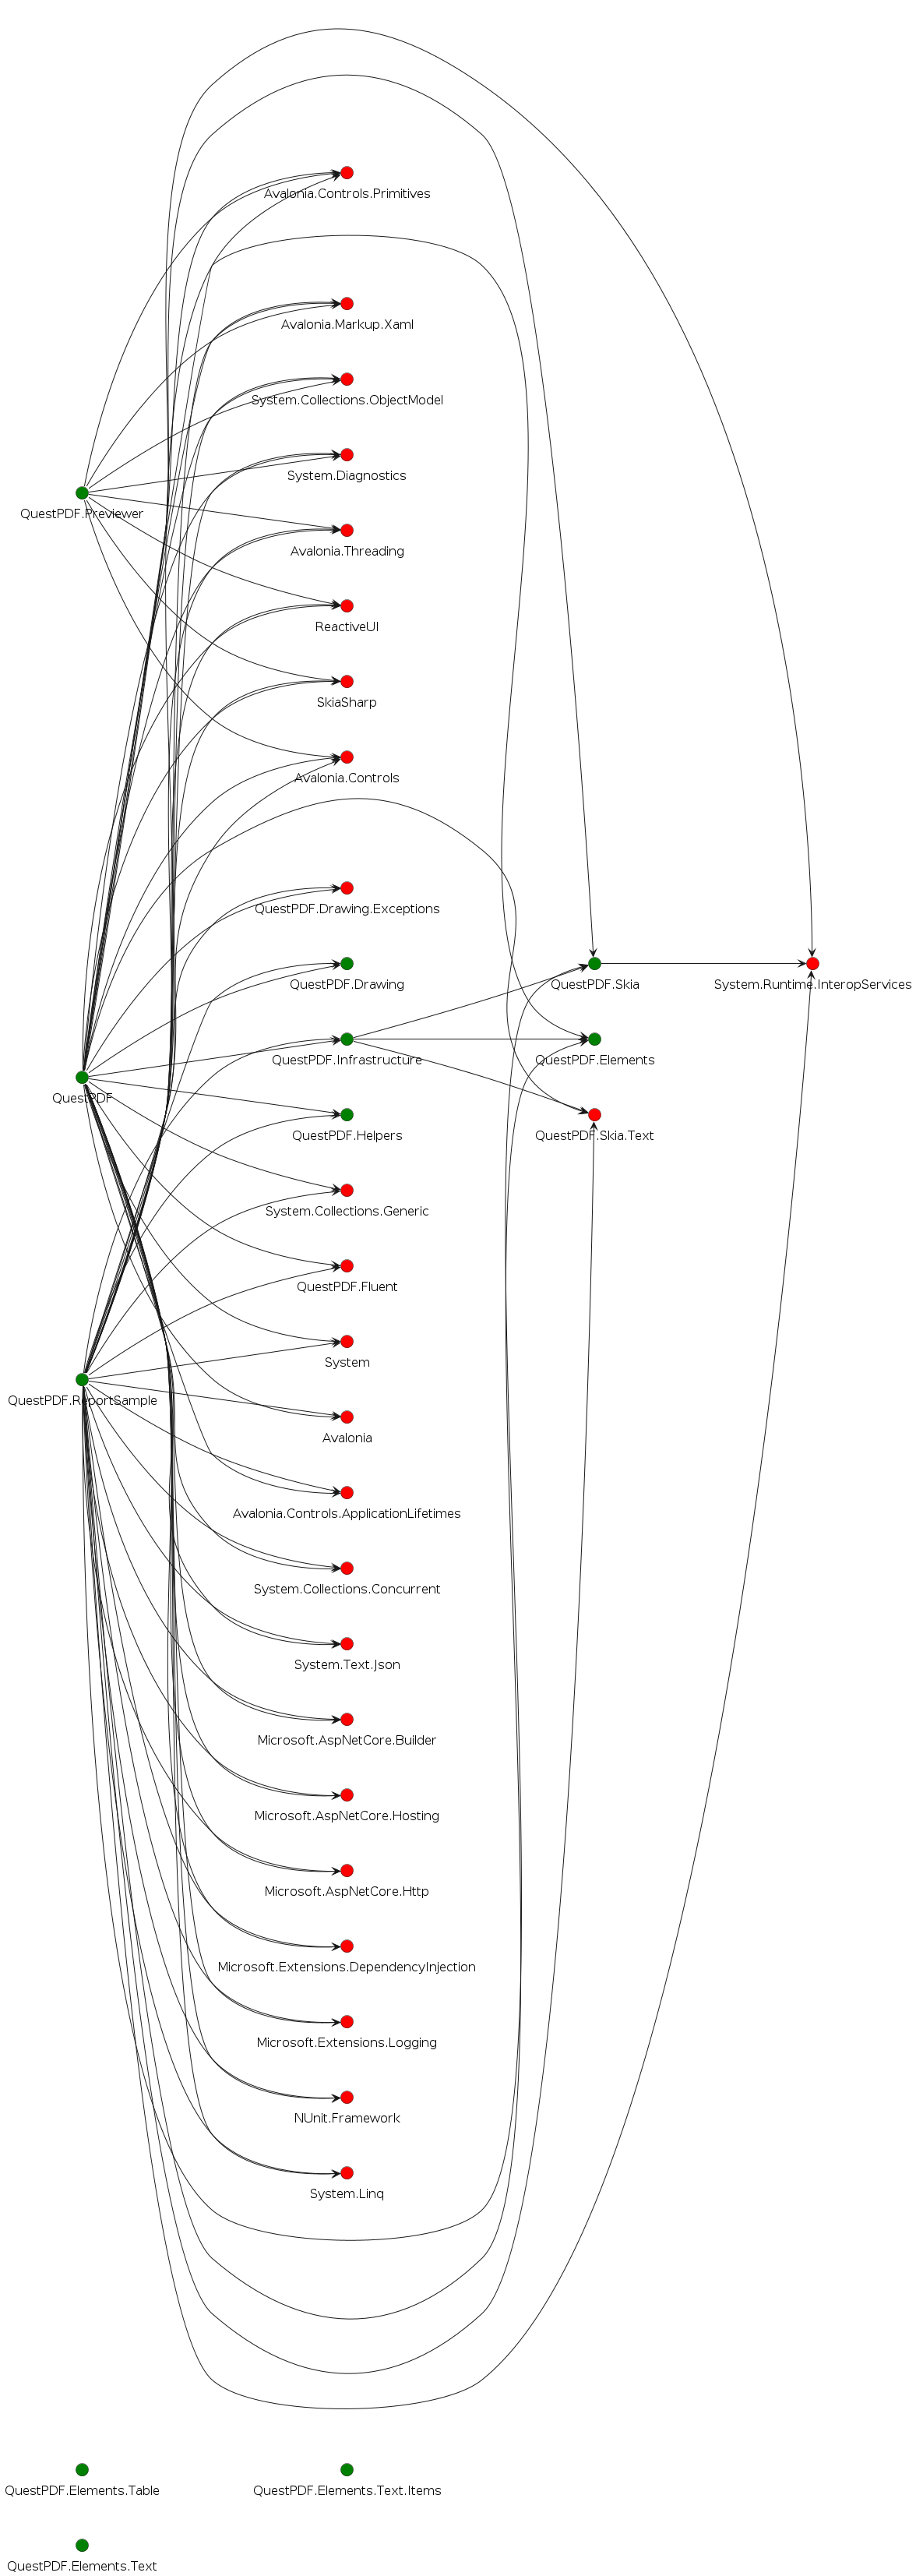 Avalonia.Controls.Primitives
Avalonia.Markup.Xaml
System.Collections.ObjectModel
System.Diagnostics
QuestPDF.Previewer
Avalonia.Threading
ReactiveUI
SkiaSharp
Avalonia.Controls
QuestPDF.Drawing.Exceptions
QuestPDF.Drawing
QuestPDF.Skia
System.Runtime.InteropServices
QuestPDF.Infrastructure
QuestPDF.Elements
QuestPDF
QuestPDF.Helpers
QuestPDF.Skia.Text
System.Collections.Generic
QuestPDF.Fluent
System
QuestPDF.ReportSample
Avalonia
Avalonia.Controls.ApplicationLifetimes
System.Collections.Concurrent
System.Text.Json
Microsoft.AspNetCore.Builder
Microsoft.AspNetCore.Hosting
Microsoft.AspNetCore.Http
Microsoft.Extensions.DependencyInjection
Microsoft.Extensions.Logging
NUnit.Framework
System.Linq
QuestPDF.Elements.Table
QuestPDF.Elements.Text.Items
QuestPDF.Elements.Text